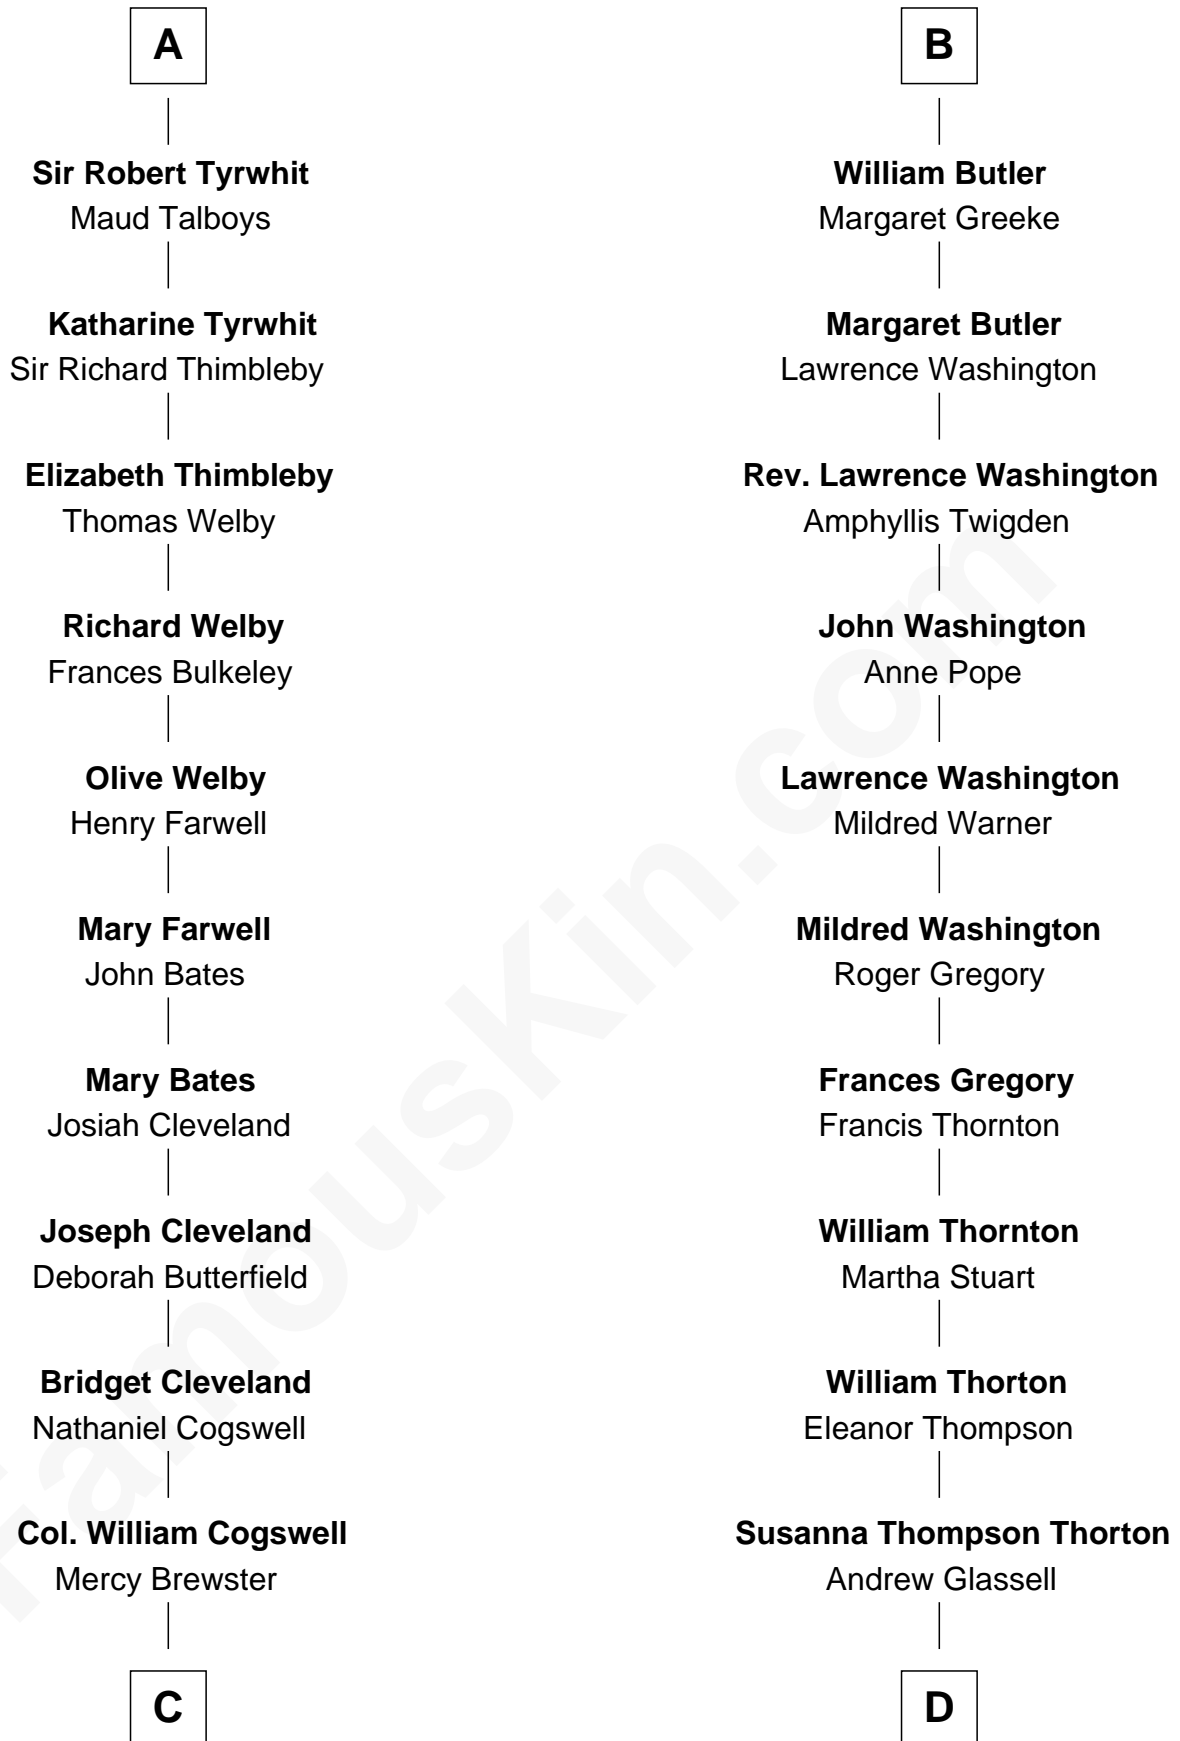 A
Sir Robert Tyrwhit
Maud Talboys
Katharine Tyrwhit
Sir Richard Thimbleby
Elizabeth Thimbleby
Thomas Welby
Richard Welby
Frances Bulkeley
Olive Welby
Henry Farwell
Mary Farwell
John Bates
Mary Bates
Josiah Cleveland
Joseph Cleveland
Deborah Butterfield
Bridget Cleveland
Nathaniel Cogswell
Col. William Cogswell
Mercy Brewster
C
B
William Butler
Margaret Greeke
Margaret Butler
Lawrence Washington
Rev. Lawrence Washington
Amphyllis Twigden
John Washington
Anne Pope
Lawrence Washington
Mildred Warner
Mildred Washington
Roger Gregory
Frances Gregory
Francis Thornton
William Thornton
Martha Stuart
William Thorton
Eleanor Thompson
Susanna Thompson Thorton
Andrew Glassell
D
FamousKin.com